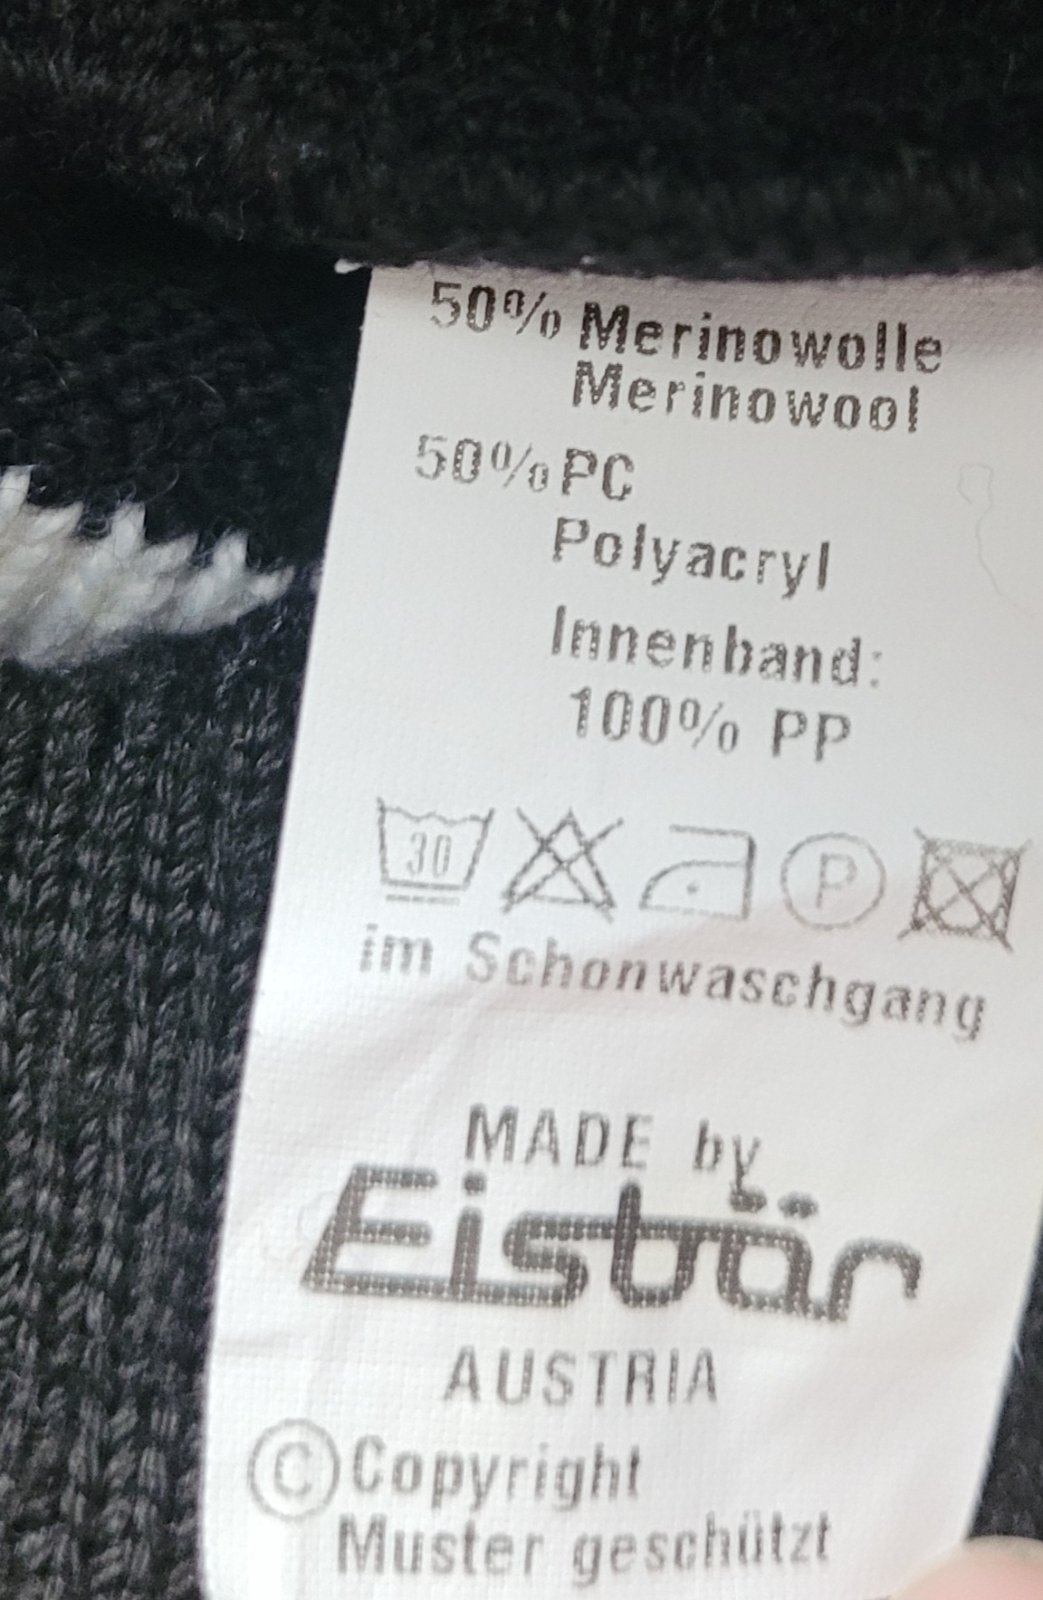 50% Merinowolle
Merinowool
50% PC
Polyacryl
Innenband:
100% PP
30 P
im Schonwaschgang
MADE by
Eisbär
AUSTRIA
© Copyright
Muster geschützt